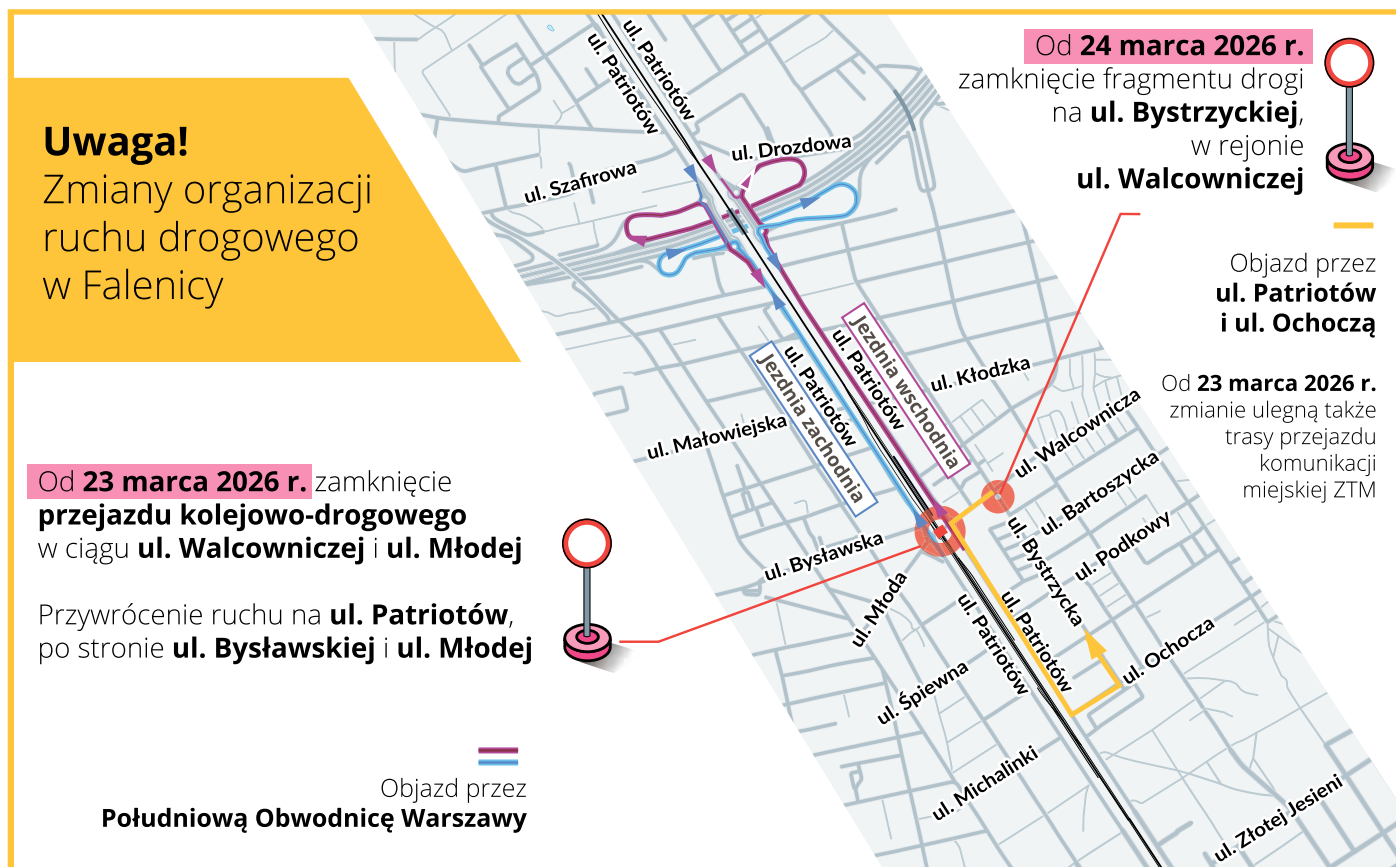 Uwaga!
Zmiany organizacji
ruchu drogowego
w Falenicy
Od 23 marca 2026 r. zamknięcie
przejazdu kolejowo-drogowego
w ciągu ul. Walcowniczej i ul. Młodej
Przywrócenie ruchu na ul. Patriotów,
po stronie ul. Bysławskiej i ul. Młodej
Objazd przez
Południową Obwodnicę Warszawy
Od 24 marca 2026 r.
zamknięcie fragmentu drogi
na ul. Bystrzyckiej,
w rejonie
ul. Walcowniczej
Objazd przez
ul. Patriotów
i ul. Ochoczą
Od 23 marca 2026 r.
zmianie ulegną także
trasy przejazdu
komunikacji
miejskiej ZTM
ul. Patriotów
ul. Patriotów
ul. Drozdowa
ul. Szafirowa
Jezdnia wschodnia
ul. Patriotów
ul. Patriotów
Jezdnia zachodnia
ul. Kłodzka
ul. Małowiejska
ul. Walcownicza
ul. Bartoszycka
ul. Podkowy
ul. Bystrzycka
ul. Bysławska
ul. Młoda
ul. Patriotów
ul. Patriotów
ul. Ochocza
ul. Śpiewna
ul. Michalinki
ul. Złotej Jesieni